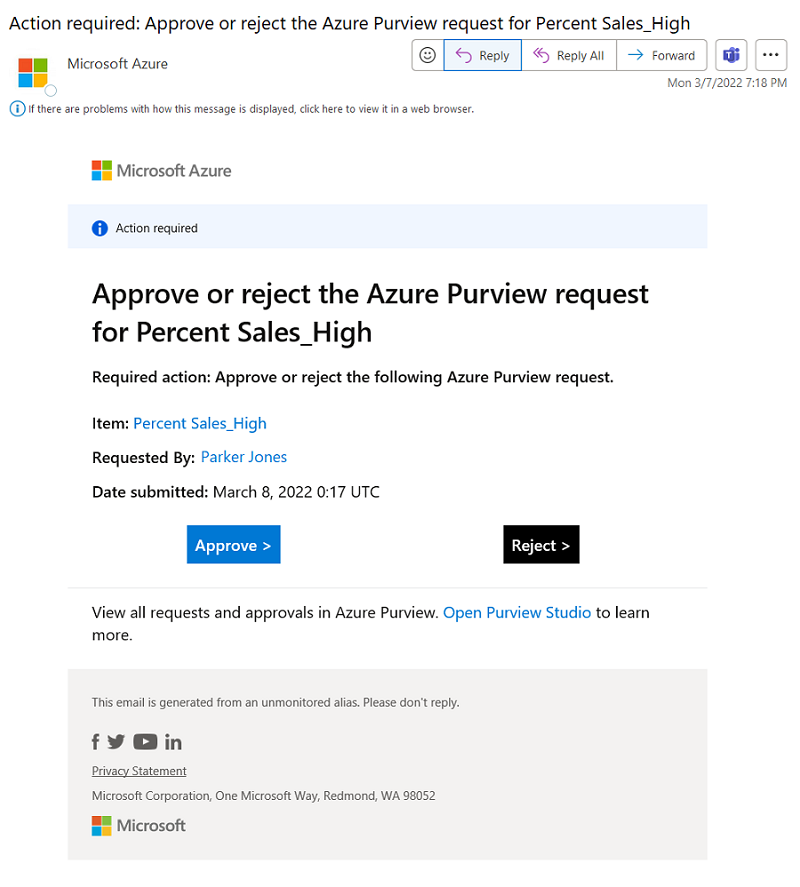 Action required: Approve or reject the Azure Purview request for Percent Sales_High
Microsoft Azure
Reply
Reply All
Forward
Mon 3/7/2022 7:18 PM
If there are problems with how this message is displayed, click here to view it in a web browser.
Microsoft Azure
Action required
Approve or reject the Azure Purview request
for Percent Sales_High
Required action: Approve or reject the following Azure Purview request.
Item: Percent Sales_High
Requested By: Parker Jones
Date submitted: March 8, 2022 0:17 UTC
Approve >
Reject >
View all requests and approvals in Azure Purview. Open Purview Studio to learn
more.
This email is generated from an unmonitored alias. Please don't reply.
Privacy Statement
Microsoft Corporation, One Microsoft Way, Redmond, WA 98052
Microsoft